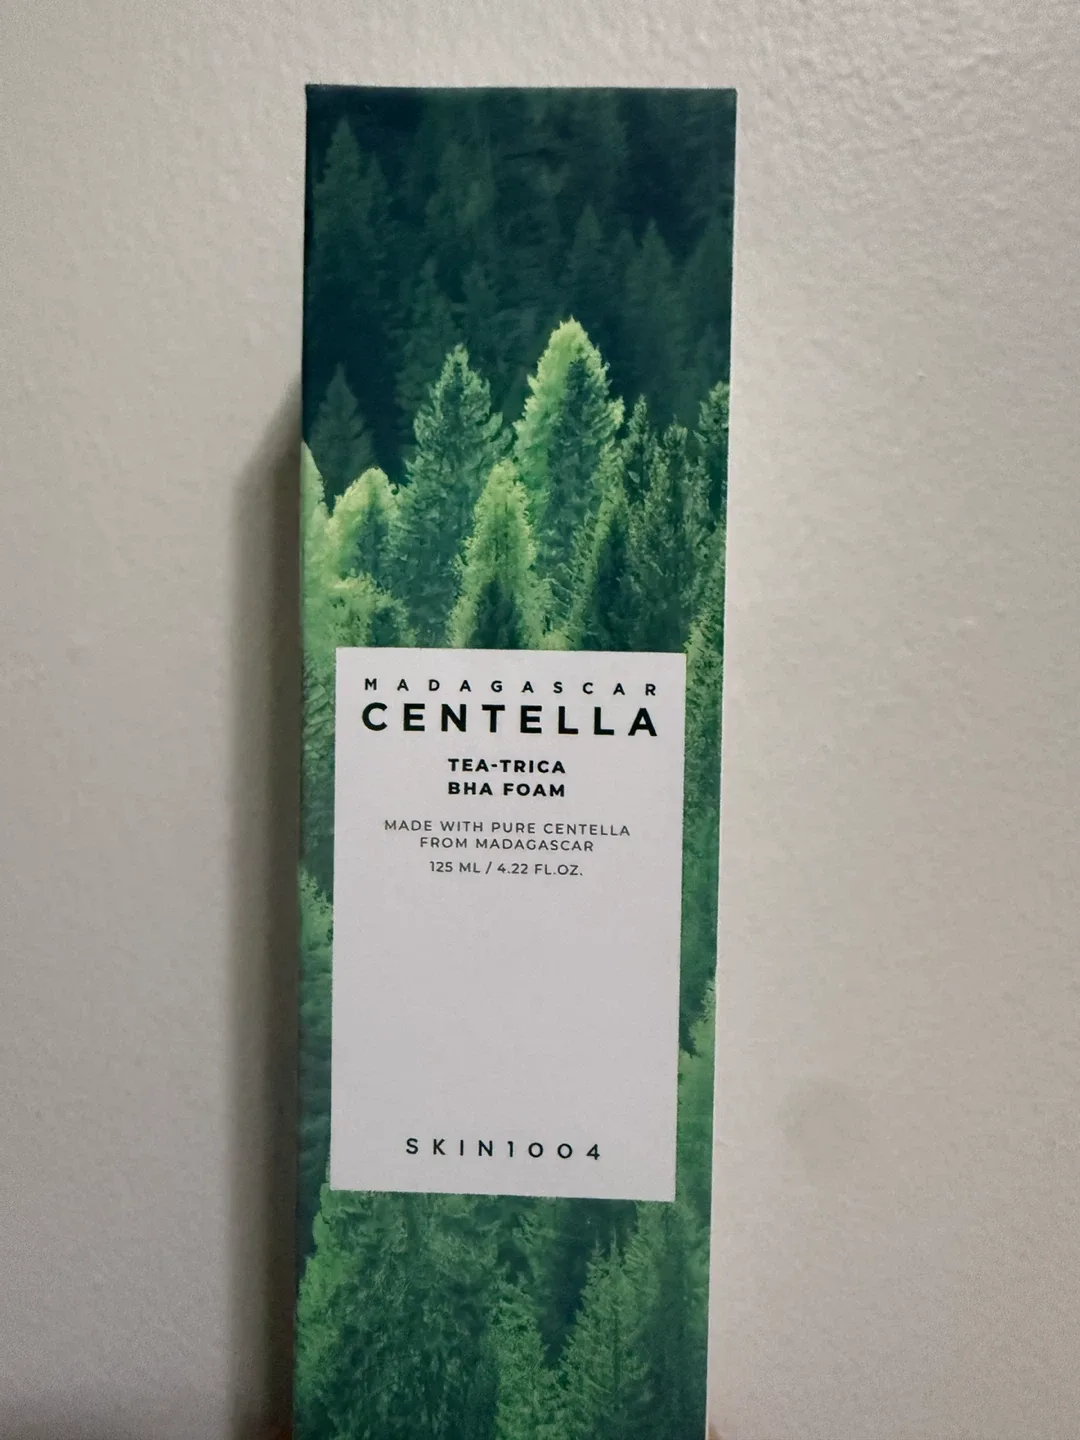 MADAGASCAR
CENTELLA
TEA-TRICA
BHA FOAM
MADE WITH PURE CENTELLA
FROM MADAGASCAR
125 ML / 4.22 FL.OZ.
SKIN1004